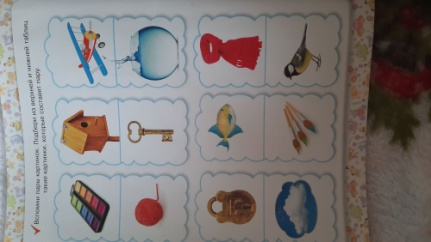 Вспомни пары картинок. Подбери из верхней и нижней таблиц
такие картинки, которые составят пару.